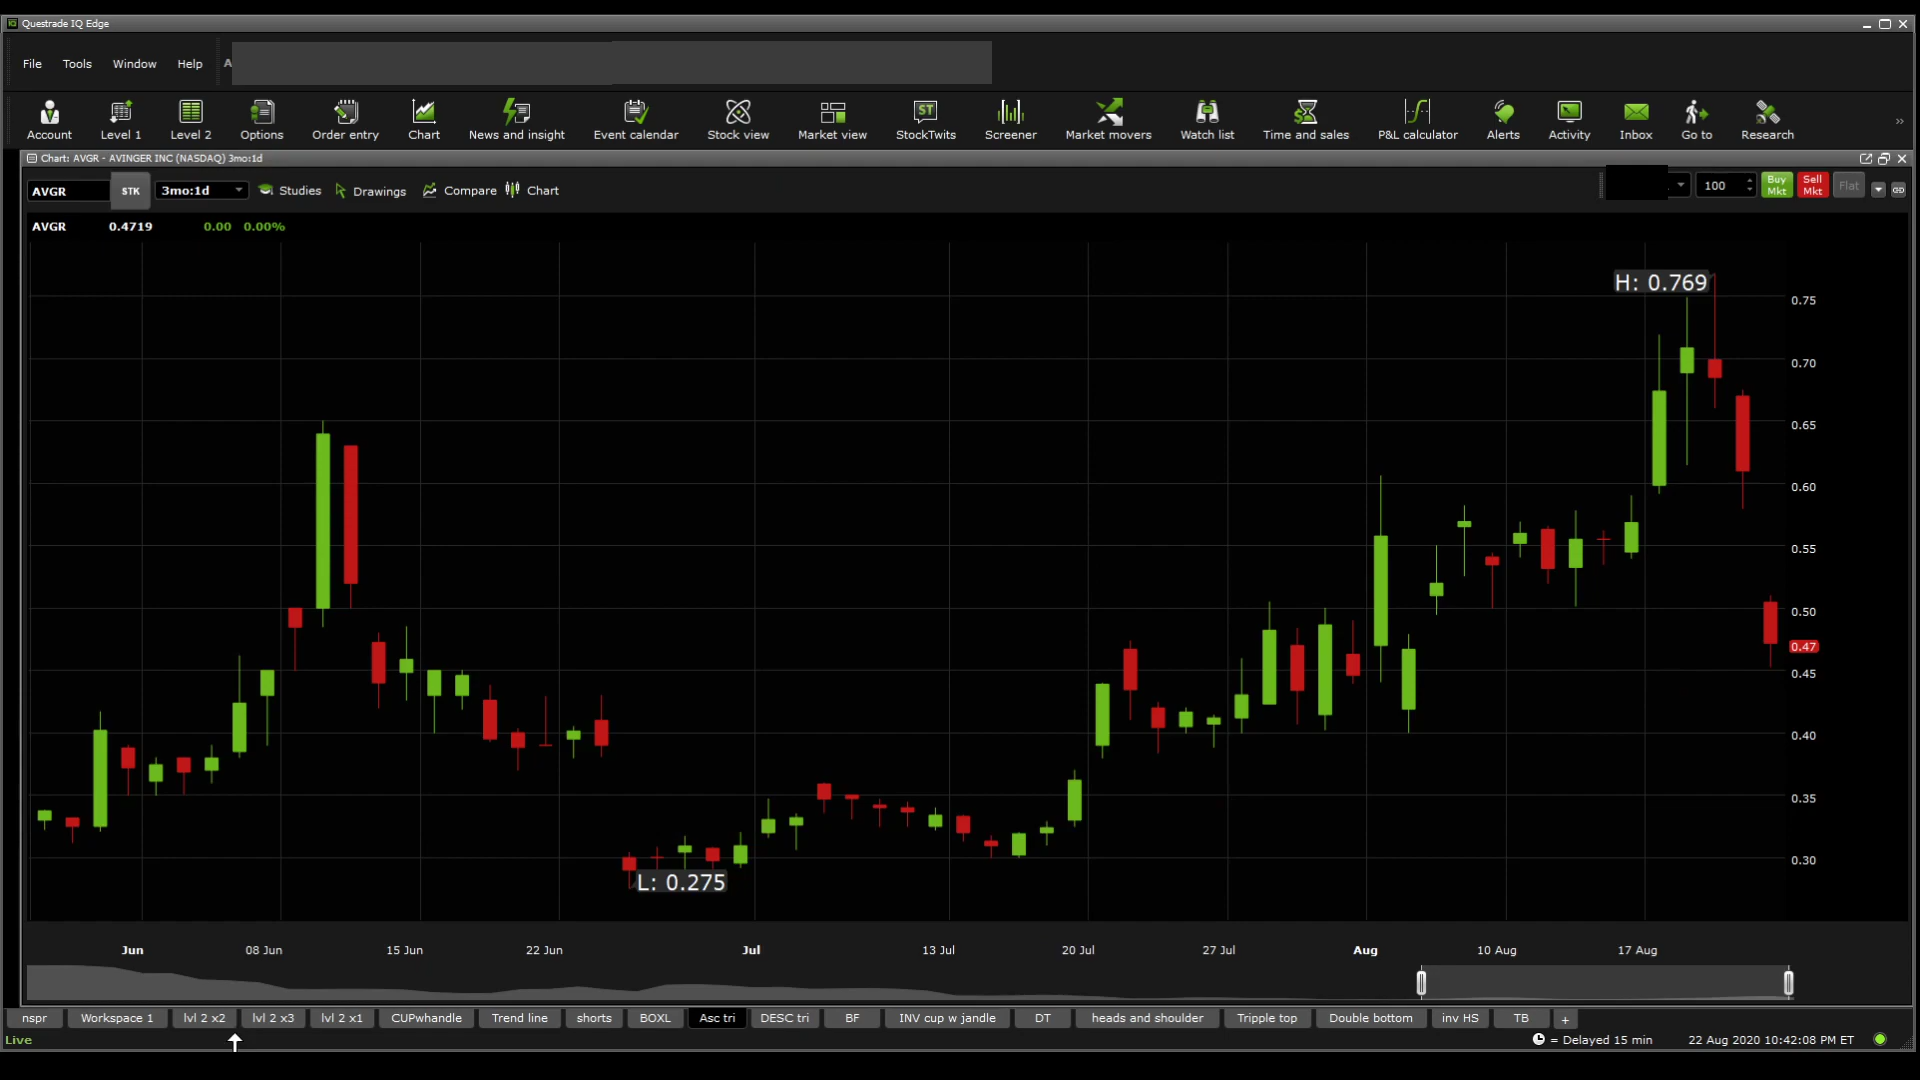 Questrade IQ Edge
File Tools Window Help A
Account Level 1 Level 2 Options Order entry Chart News and insight Event calendar Stock view Market view StockTwits Screener Market movers Watch list Time and sales P&L calculator Alerts Activity Inbox Go to Research »
Chart: AVGR - AVINGER INC (NASDAQ) 3mo:1d
AVGR STK 3mo:1d Studies Drawings Compare Chart 100 Buy Mkt Sell Mkt Flat
AVGR 0.4719 0.00 0.00%
H: 0.769
0.75
0.70
0.65
0.60
0.55
0.50
0.47
0.45
0.40
0.35
0.30
L: 0.275
Jun 08 Jun 15 Jun 22 Jun Jul 13 Jul 20 Jul 27 Jul Aug 10 Aug 17 Aug
nspr Workspace 1 lvl 2 x2 lvl 2 x3 lvl 2 x1 CUPwhandle Trend line shorts BOXL Asc tri DESC tri BF INV cup w jandle DT heads and shoulder Tripple top Double bottom inv HS TB +
Live = Delayed 15 min 22 Aug 2020 10:42:08 PM ET